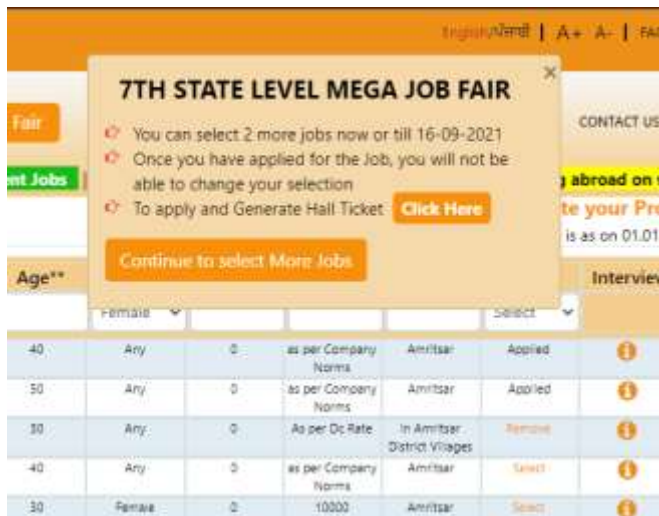 English/ਪੰਜਾਬੀ | A+ A- | FA
7TH STATE LEVEL MEGA JOB FAIR ×
Fair
CONTACT US
You can select 2 more jobs now or till 16-09-2021
Once you have applied for the Job, you will not be
able to change your selection
nt Jobs
abroad on
To apply and Generate Hall Ticket Click Here
te your Pr
is as on 01.01
Continue to select More Jobs
Age** Interview
Female Select
40 Any 0 as per Company Norms Amritsar Applied
50 Any 0 as per Company Norms Amritsar Applied
30 Any 0 As per Dc Rate In Amritsar District Villages Remove
40 Any 0 as per Company Norms Amritsar Select
30 Female 0 10000 Amritsar Select